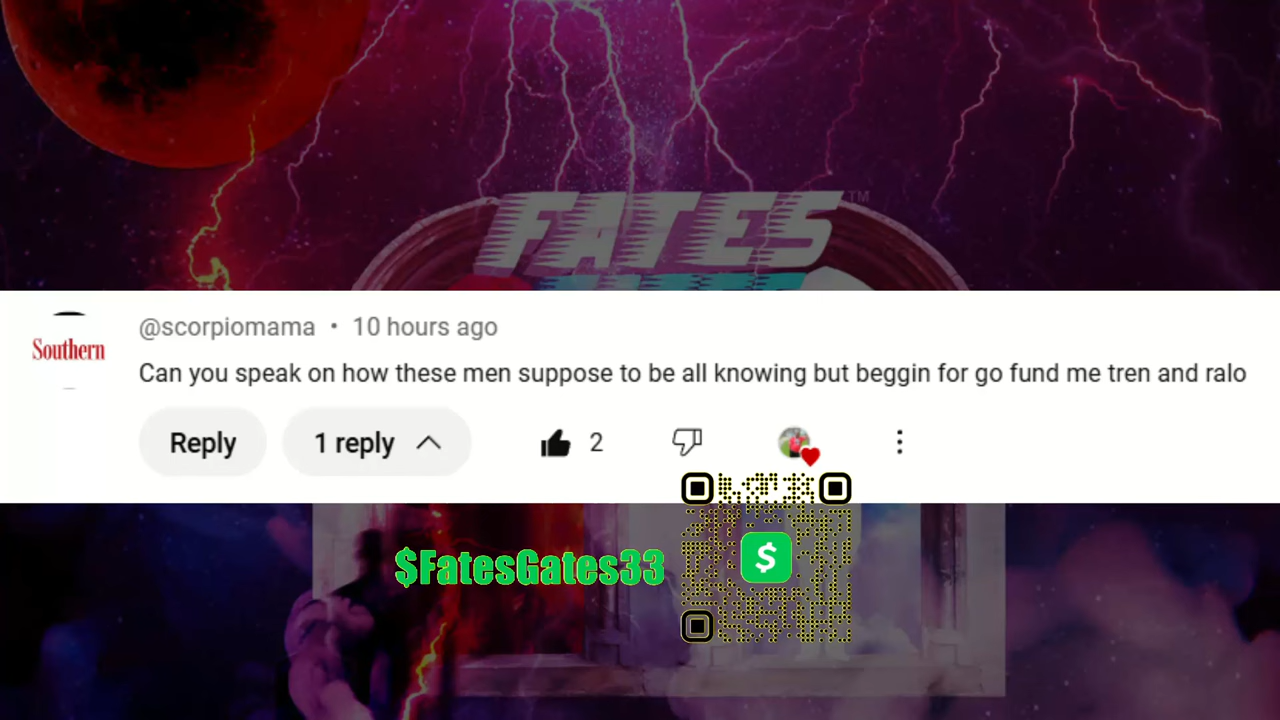 FATES
TM
Southern
@scorpiomama • 10 hours ago
Can you speak on how these men suppose to be all knowing but beggin for go fund me tren and ralo
Reply
1 reply
2
$FatesGates33
$